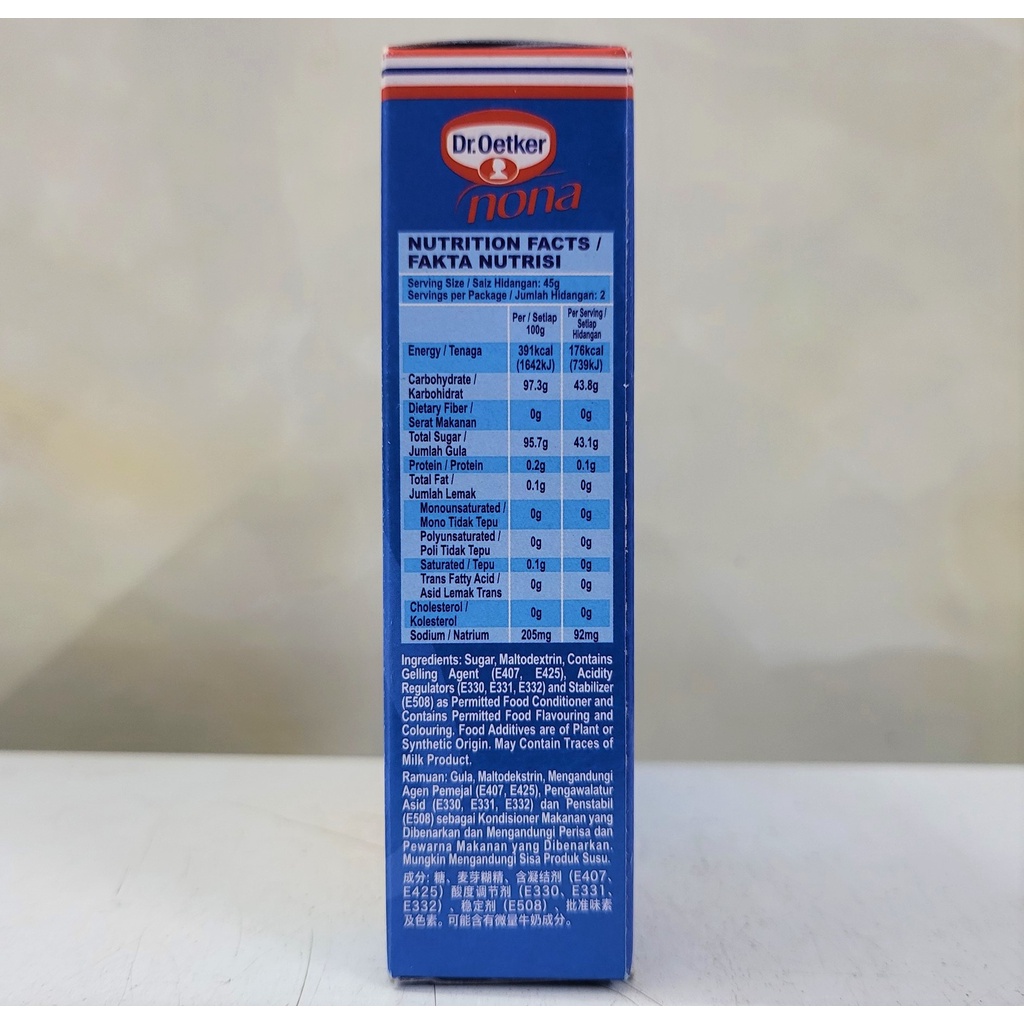 Dr.Oetker
nona
NUTRITION FACTS /
FAKTA NUTRISI
Serving Size / Saiz Hidangan: 45g
Servings per Package / Jumlah Hidangan: 2
Per / Setiap 100g Per Serving / Setiap Hidangan
Energy / Tenaga 391kcal (1642kJ) 176kcal (739kJ)
Carbohydrate / Karbohidrat 97.3g 43.8g
Dietary Fiber / Serat Makanan 0g 0g
Total Sugar / Jumlah Gula 95.7g 43.1g
Protein / Protein 0.2g 0.1g
Total Fat / Jumlah Lemak 0.1g 0g
Monounsaturated / Mono Tidak Tepu 0g 0g
Polyunsaturated / Poli Tidak Tepu 0g 0g
Saturated / Tepu 0.1g 0g
Trans Fatty Acid / Asid Lemak Trans 0g 0g
Cholesterol / Kolesterol 0g 0g
Sodium / Natrium 205mg 92mg
Ingredients: Sugar, Maltodextrin, Contains
Gelling Agent (E407, E425), Acidity
Regulators (E330, E331, E332) and Stabilizer
(E508) as Permitted Food Conditioner and
Contains Permitted Food Flavouring and
Colouring. Food Additives are of Plant or
Synthetic Origin. May Contain Traces of
Milk Product.
Ramuan: Gula, Maltodekstrin, Mengandungi
Agen Pemejal (E407, E425), Pengawalatur
Asid (E330, E331, E332) dan Penstabil
(E508) sebagai Kondisioner Makanan yang
Dibenarkan dan Mengandungi Perisa dan
Pewarna Makanan yang Dibenarkan.
Mungkin Mengandungi Sisa Produk Susu.
成分: 糖、麦芽糊精、含凝结剂（E407、
E425）酸度调节剂（E330、E331、
E332）、稳定剂（E508）、批准味素
及色素。可能含有微量牛奶成分。